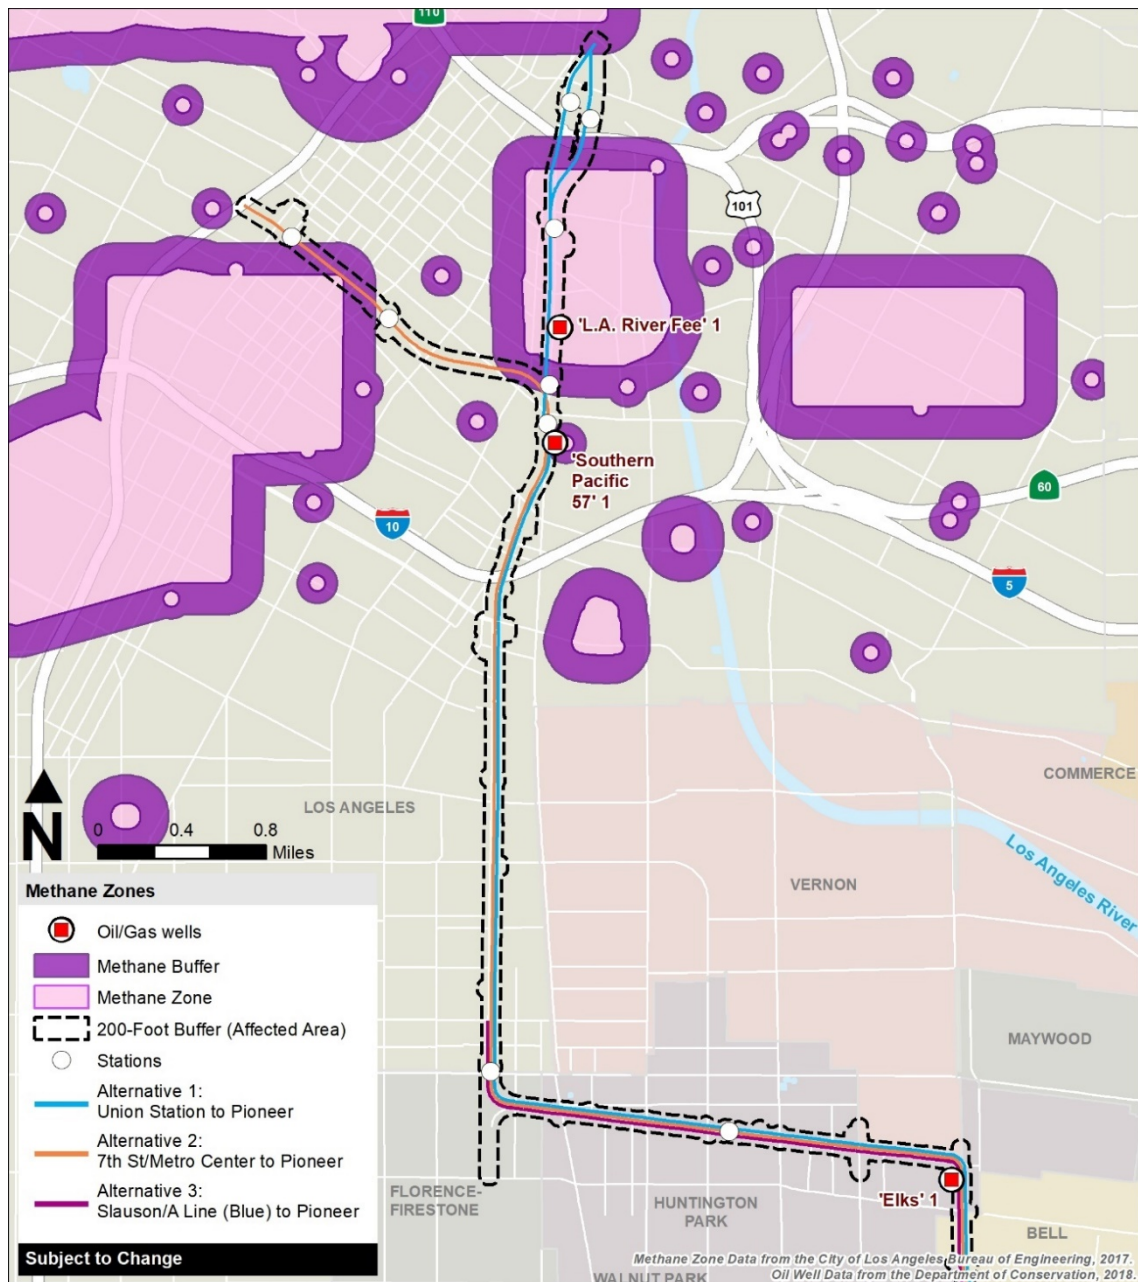 110
101
'L.A. River Fee' 1
'Southern
Pacific
57' 1
60
10
5
COMMERCE
LOS ANGELES
N
0 0.4 0.8
Miles
Los Angeles River
VERNON
Methane Zones
Oil/Gas wells
Methane Buffer
Methane Zone
200-Foot Buffer (Affected Area)
Stations
Alternative 1:
Union Station to Pioneer
Alternative 2:
7th St/Metro Center to Pioneer
Alternative 3:
Slauson/A Line (Blue) to Pioneer
Subject to Change
MAYWOOD
FLORENCE-
FIRESTONE
HUNTINGTON
PARK
'Elks' 1
BELL
WALNUT PARK
Methane Zone Data from the City of Los Angeles Bureau of Engineering, 2017.
Oil Well Data from the Department of Conservation, 2018